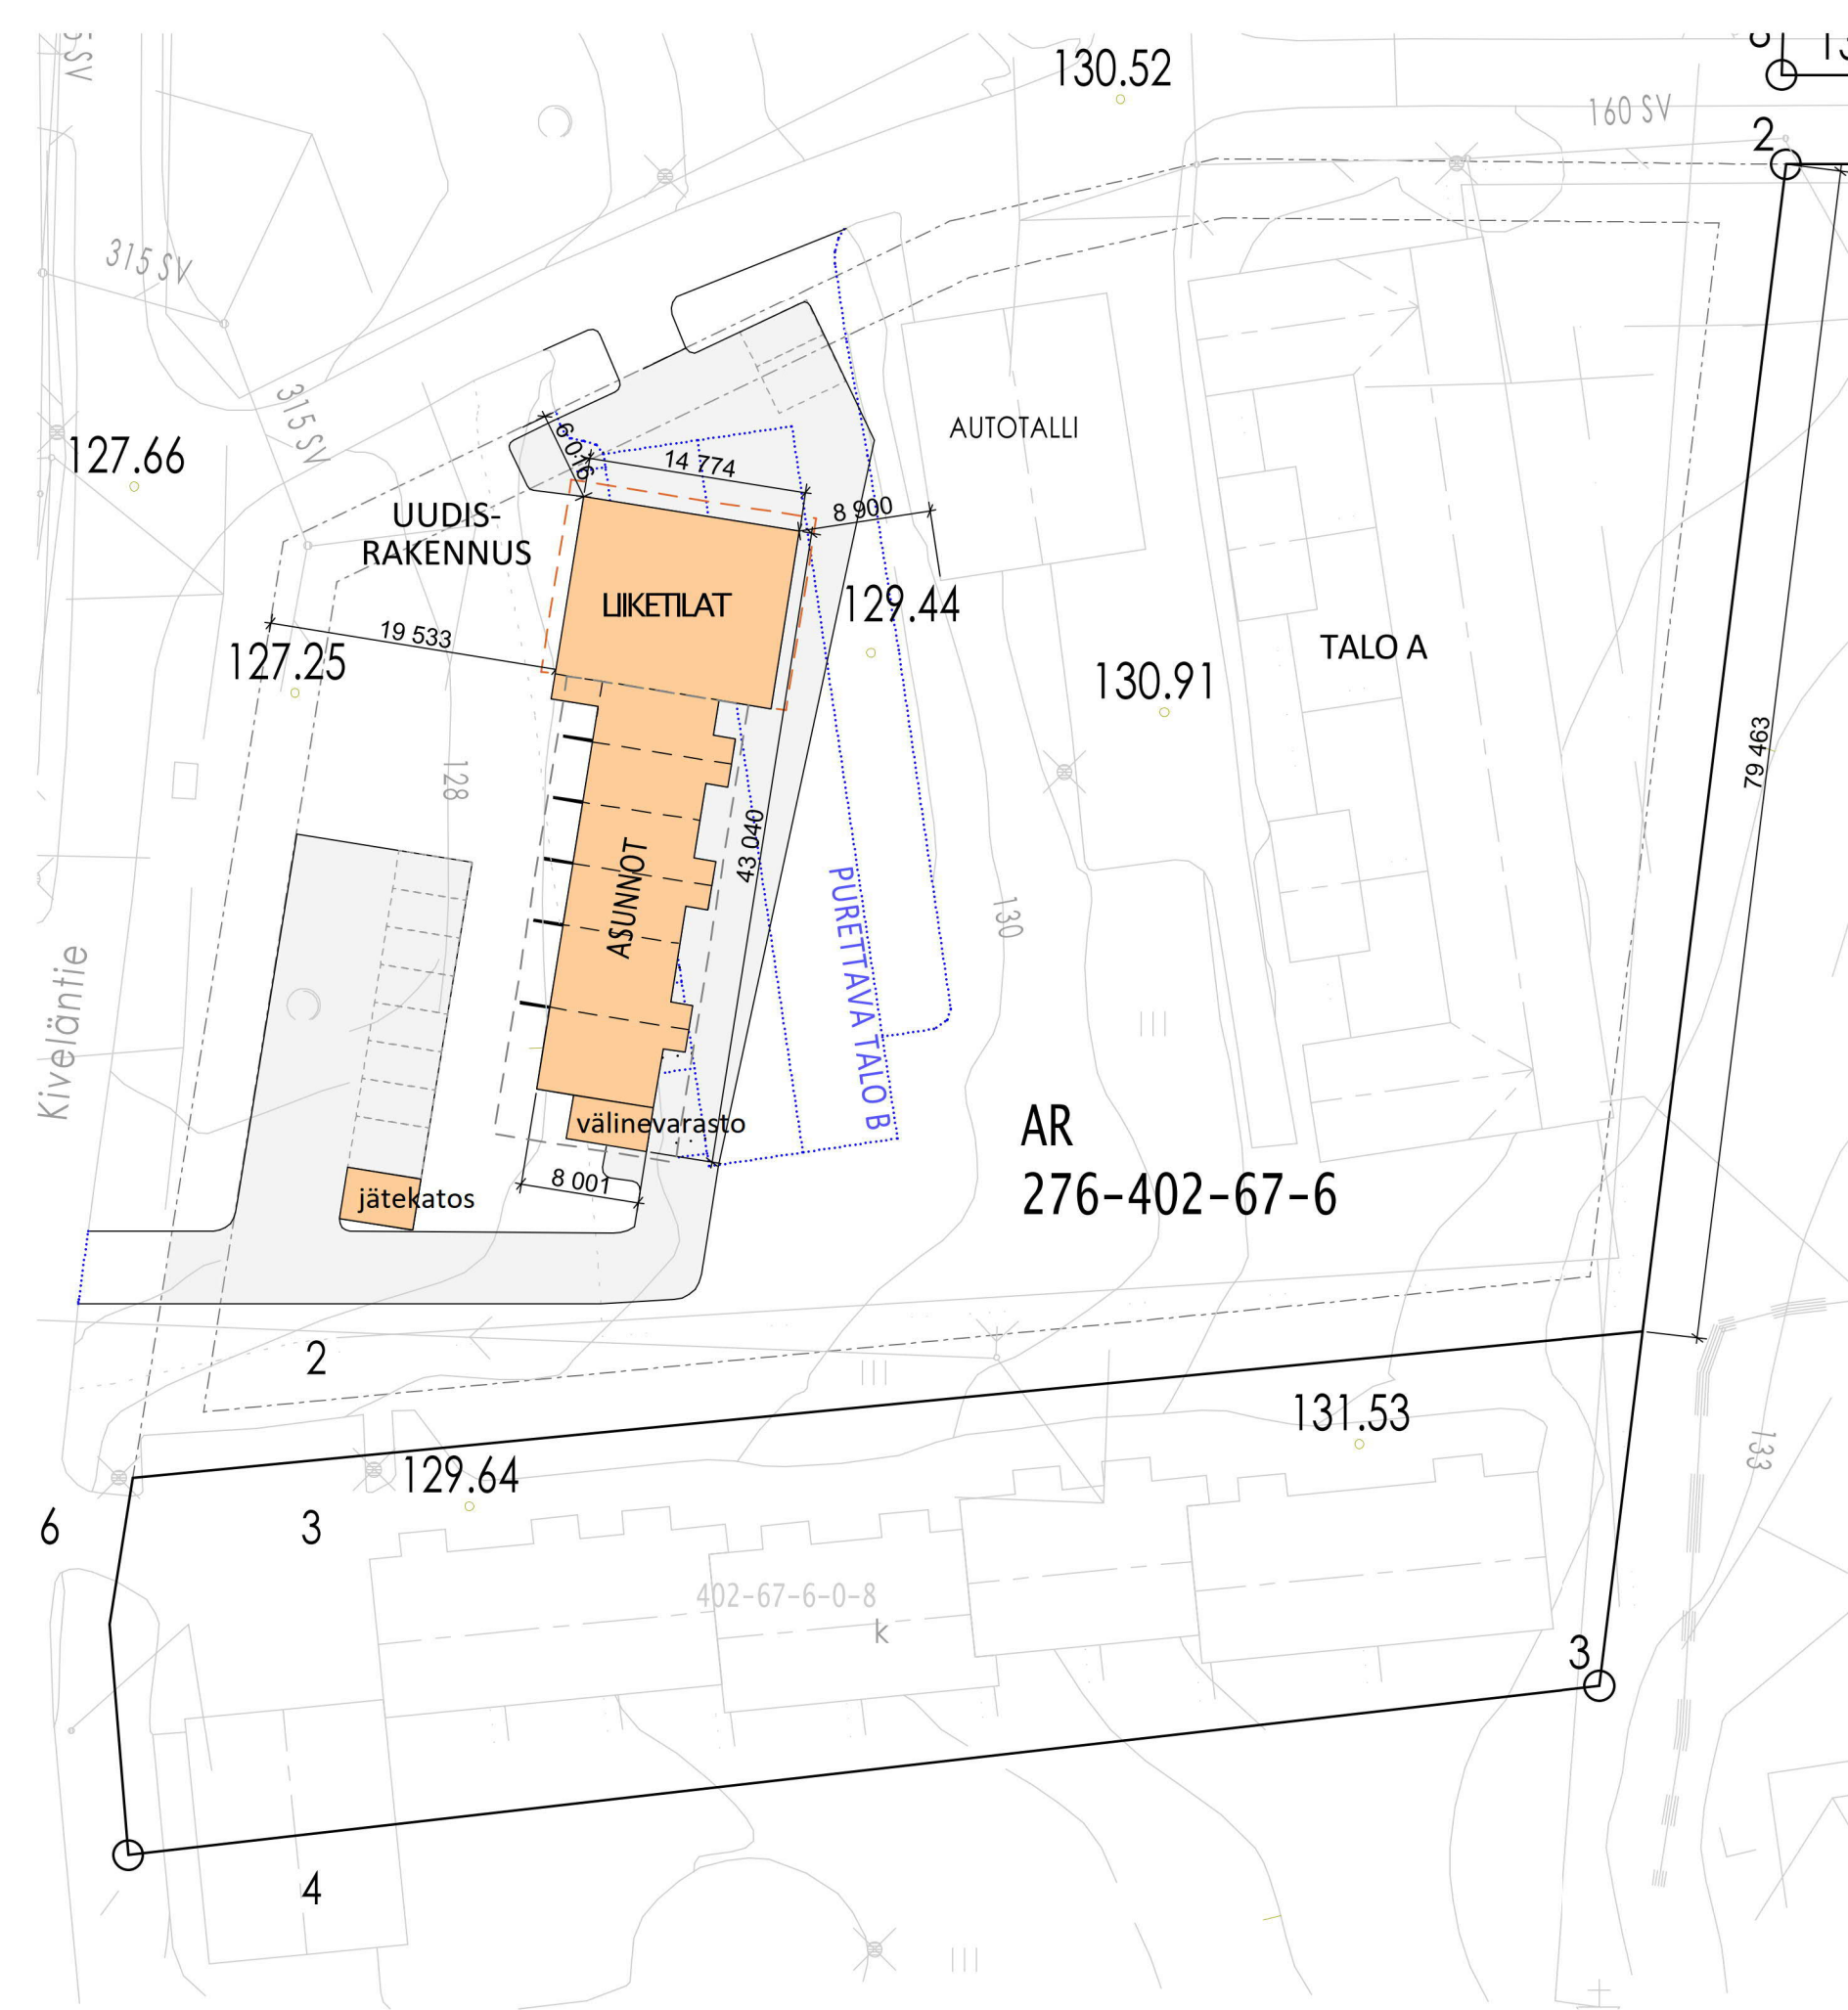 5 SV
130.52
160 SV
2
315 SV
315 SV
127.66
6 016
14 774
8 900
AUTOTALLI
UUDIS-
RAKENNUS
LIIKETILAT
129.44
19 533
127.25
130.91
TALO A
79 463
128
43 040
ASUNNOT
PURETTAVA TALO B
130
Kiveläntie
välinevarasto
AR
276-402-67-6
8 001
jätekatos
2
131.53
129.64
133
6
3
402-67-6-0-8
k
3
4